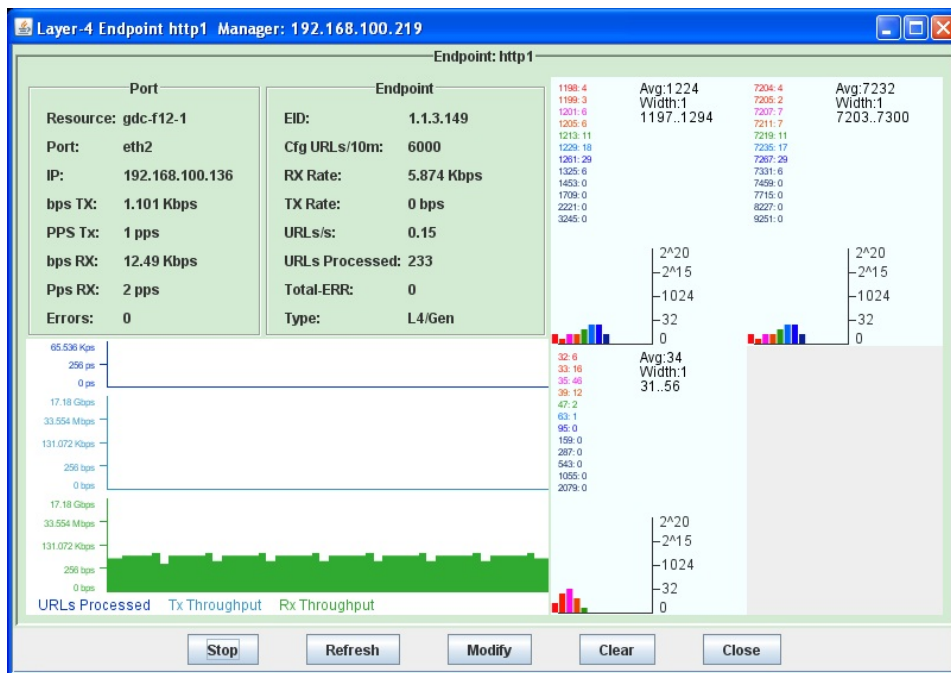 Layer-4 Endpoint http1 Manager: 192.168.100.219
Endpoint: http1
Port
Resource: gdc-f12-1
Port: eth2
IP: 192.168.100.136
bps TX: 1.101 Kbps
PPS Tx: 1 pps
bps RX: 12.49 Kbps
Pps RX: 2 pps
Errors: 0
Endpoint
EID: 1.1.3.149
Cfg URLs/10m: 6000
RX Rate: 5.874 Kbps
TX Rate: 0 bps
URLs/s: 0.15
URLs Processed: 233
Total-ERR: 0
Type: L4/Gen
1198: 4
1199: 3
1201: 6
1205: 6
1213: 11
1229: 18
1261: 29
1325: 6
1453: 0
1709: 0
2221: 0
3245: 0
Avg:1224
Width:1
1197..1294
2^20
2^15
1024
32
0
7204: 4
7205: 2
7207: 7
7211: 7
7219: 11
7235: 17
7267: 29
7331: 6
7459: 0
7715: 0
8227: 0
9251: 0
Avg:7232
Width:1
7203..7300
2^20
2^15
1024
32
0
65.536 Kps
256 ps
0 ps
17.18 Gbps
33.554 Mbps
131.072 Kbps
256 bps
0 bps
17.18 Gbps
33.554 Mbps
131.072 Kbps
256 bps
0 bps
URLs Processed Tx Throughput Rx Throughput
32: 6
33: 16
35: 46
39: 12
47: 2
63: 1
95: 0
159: 0
287: 0
543: 0
1055: 0
2079: 0
Avg:34
Width:1
31..56
2^20
2^15
1024
32
0
Stop Refresh Modify Clear Close